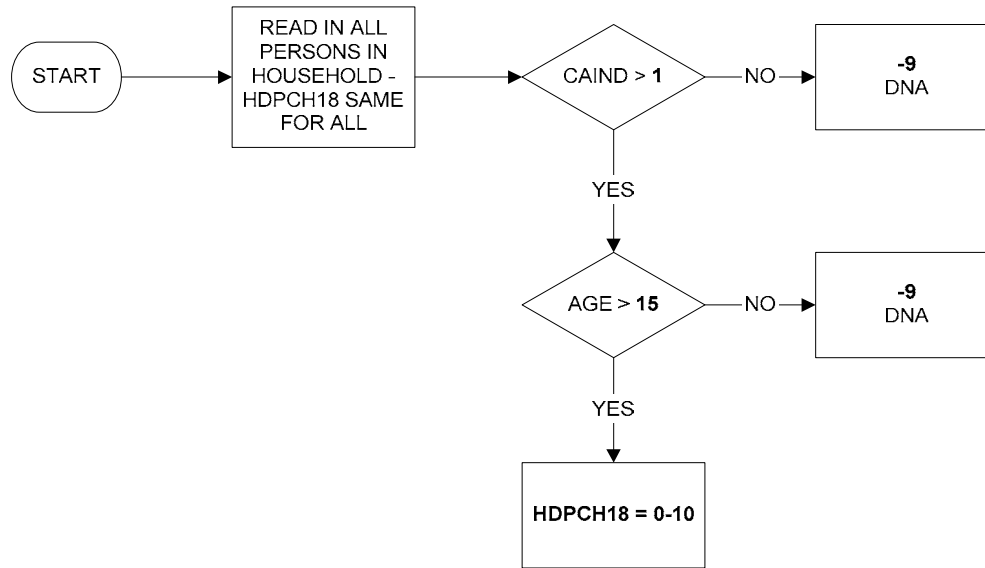 START
READ IN ALL
PERSONS IN
HOUSEHOLD -
HDPCH18 SAME
FOR ALL
CAIND > 1
NO
-9
DNA
YES
AGE > 15
NO
-9
DNA
YES
HDPCH18 = 0-10